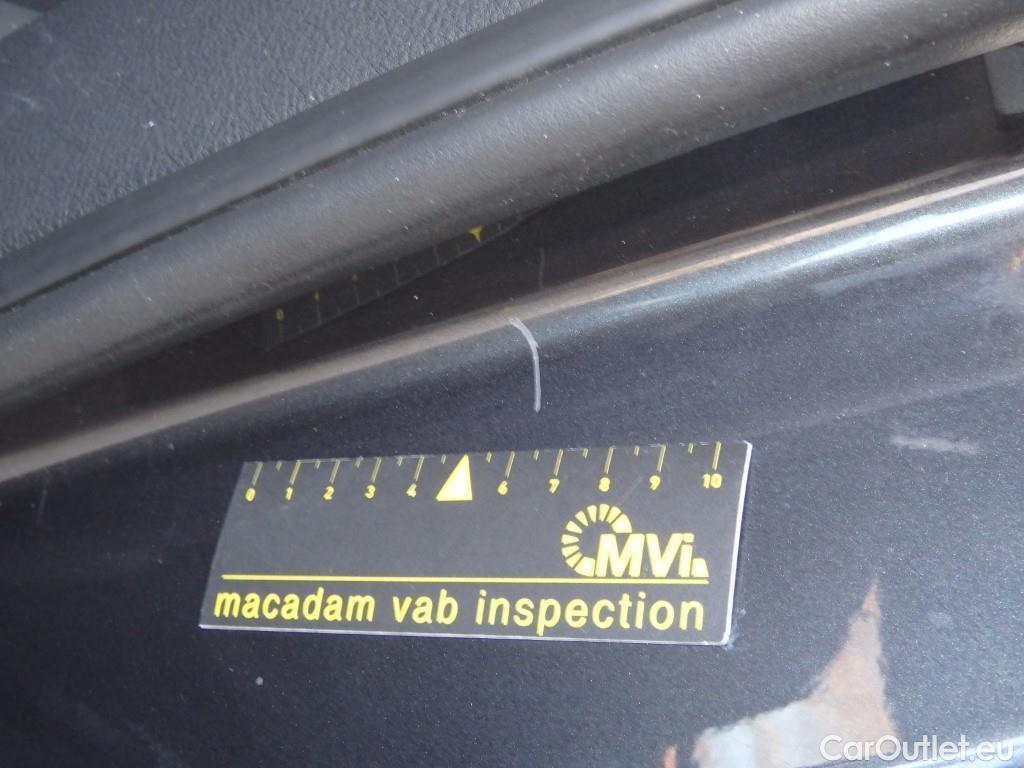 0 1 2 3 4 6 7 8 9 10
MVi.
macadam vab inspection
CarOutlet.eu